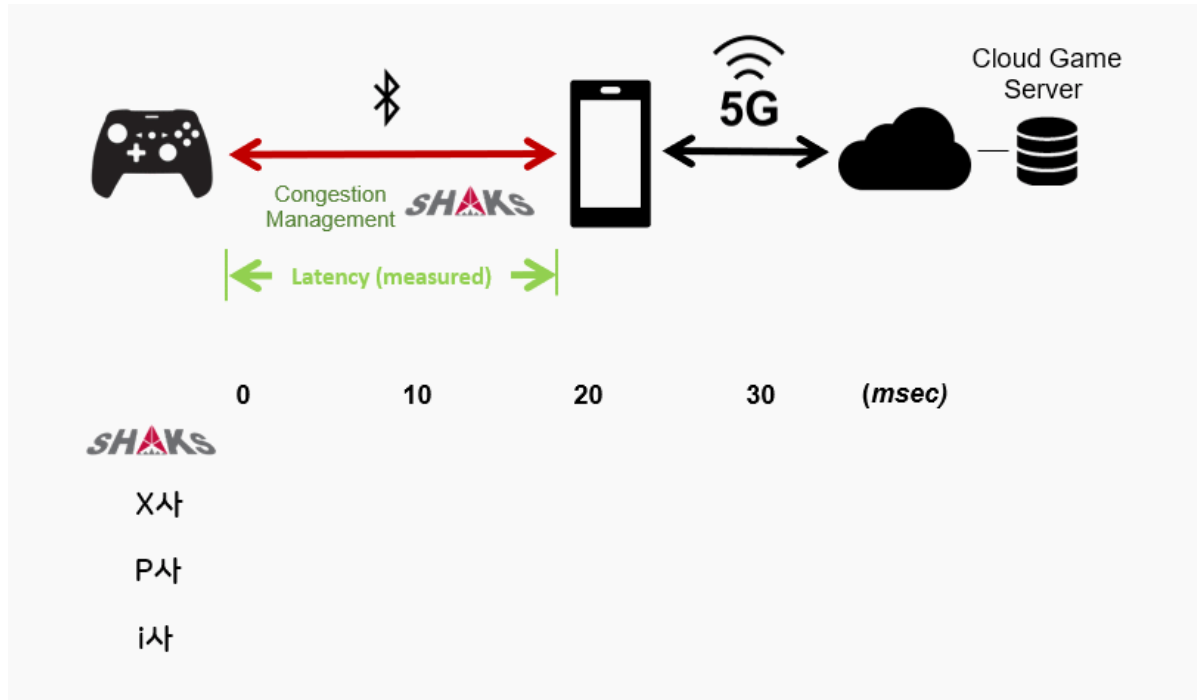 Cloud Game
Server
5G
Congestion
Management
SHAKS
Latency (measured)
0 10 20 30 (msec)
SHAKS
X사
P사
i사